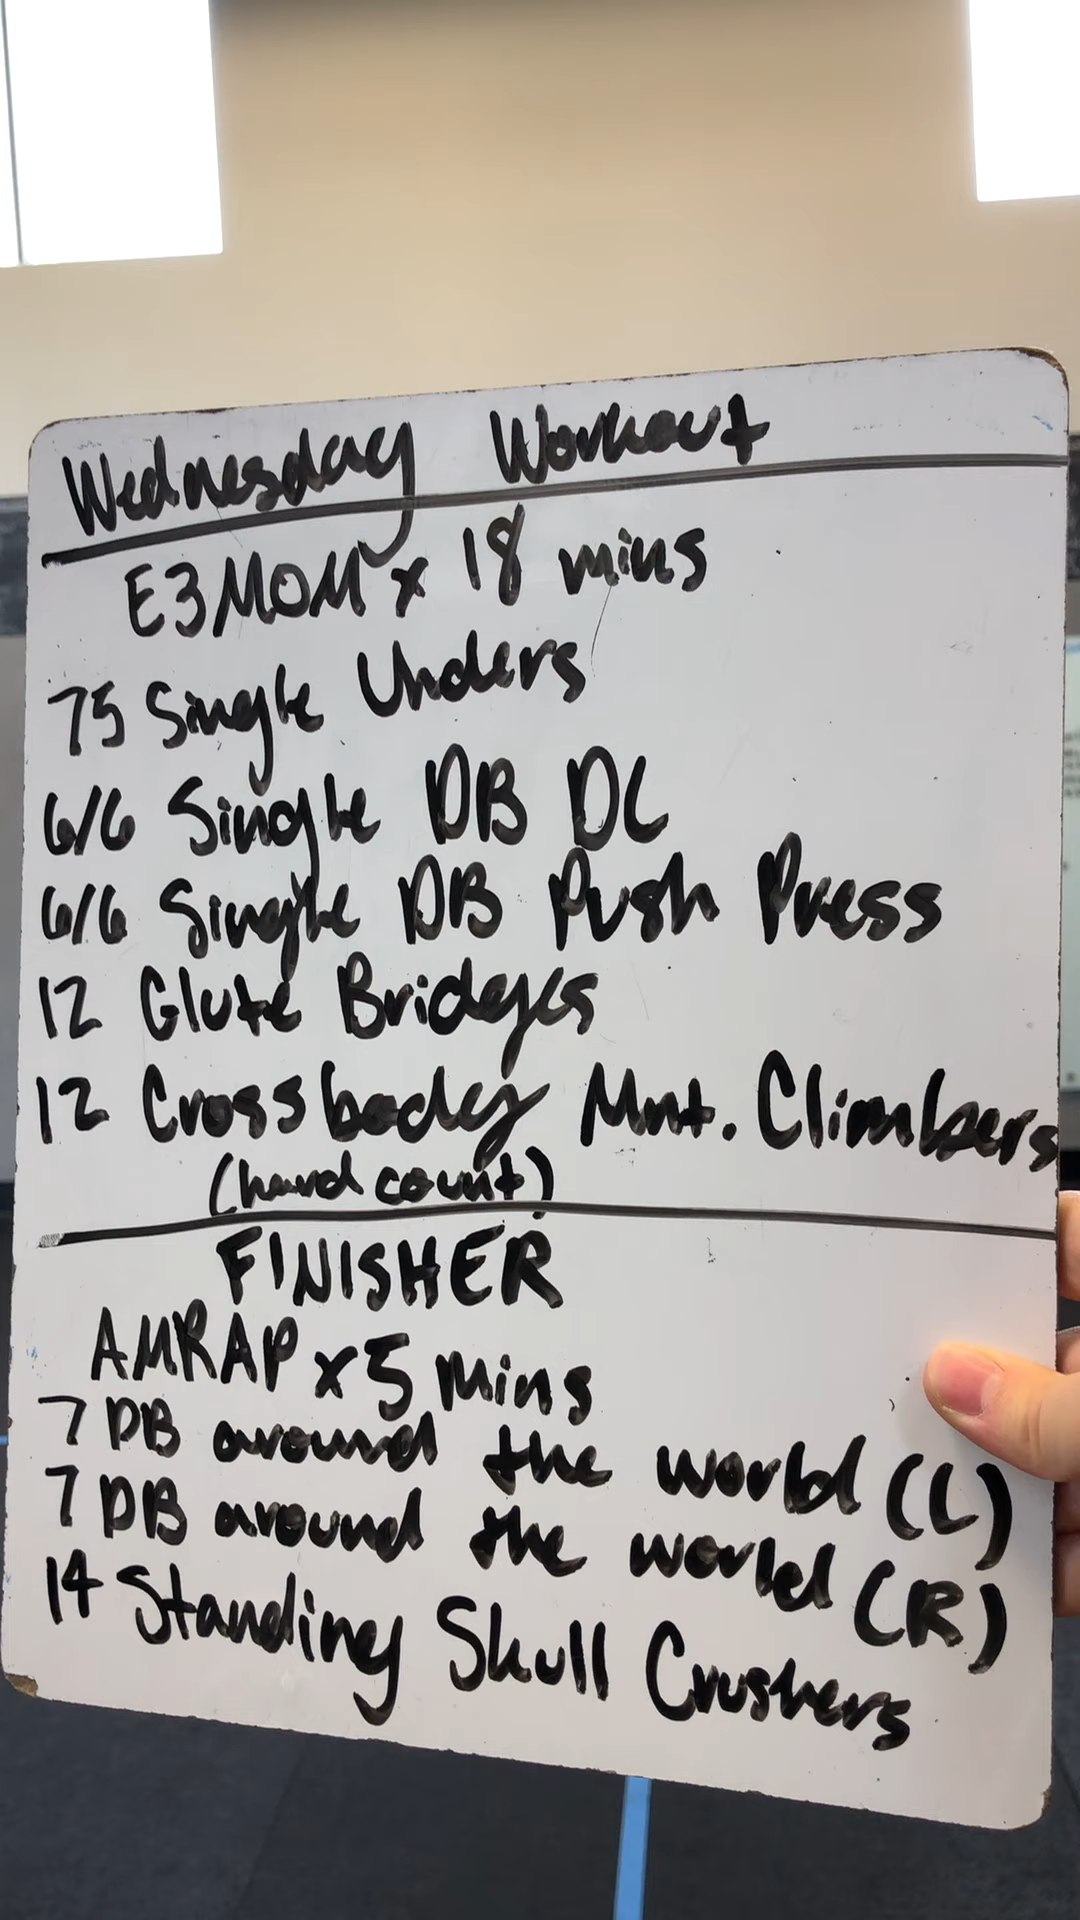 Wednesday Workout
E3MOM x 18 mins
75 Single Unders
6/6 Single DB DL
6/6 Single DB Push Press
12 Glute Bridges
12 Crossbody Mnt. Climbers
(hard count)
FINISHER
AMRAP x 5 mins
7 DB around the world (L)
7 DB around the world (R)
14 Standing Skull Crushers